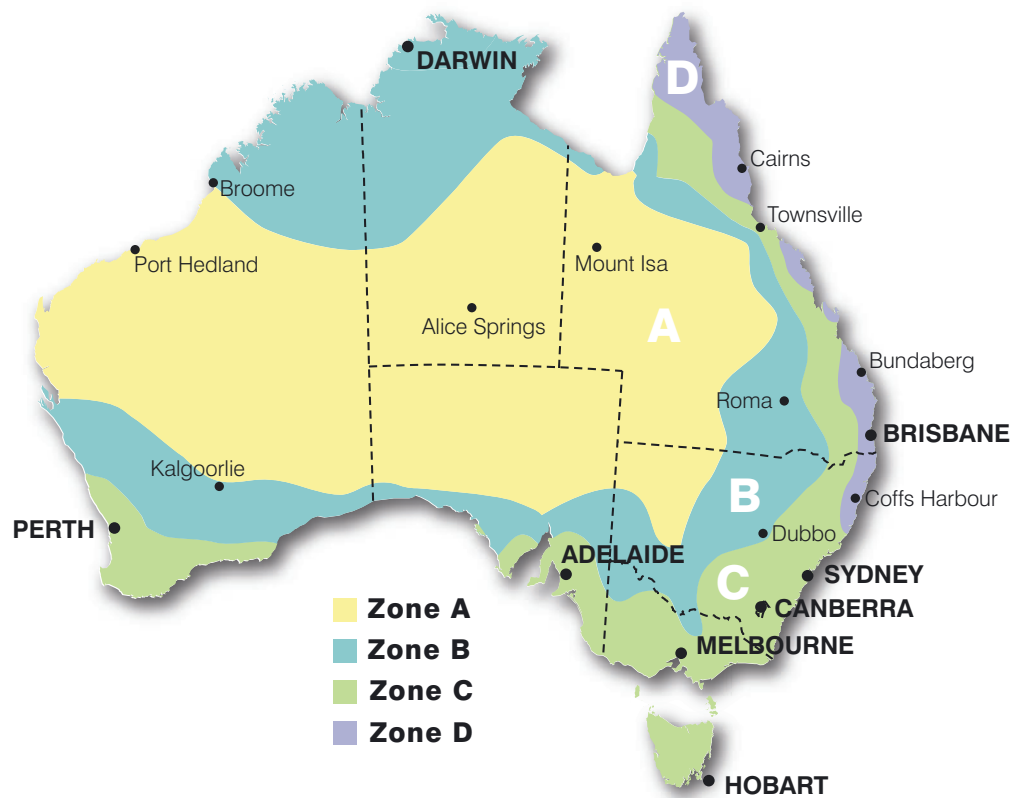 DARWIN
D
Cairns
Broome
Townsville
Port Hedland
Mount Isa
Alice Springs
A
Bundaberg
Roma
BRISBANE
Kalgoorlie
B
Coffs Harbour
PERTH
Dubbo
ADELAIDE
SYDNEY
C
CANBERRA
MELBOURNE
Zone A
Zone B
Zone C
Zone D
HOBART